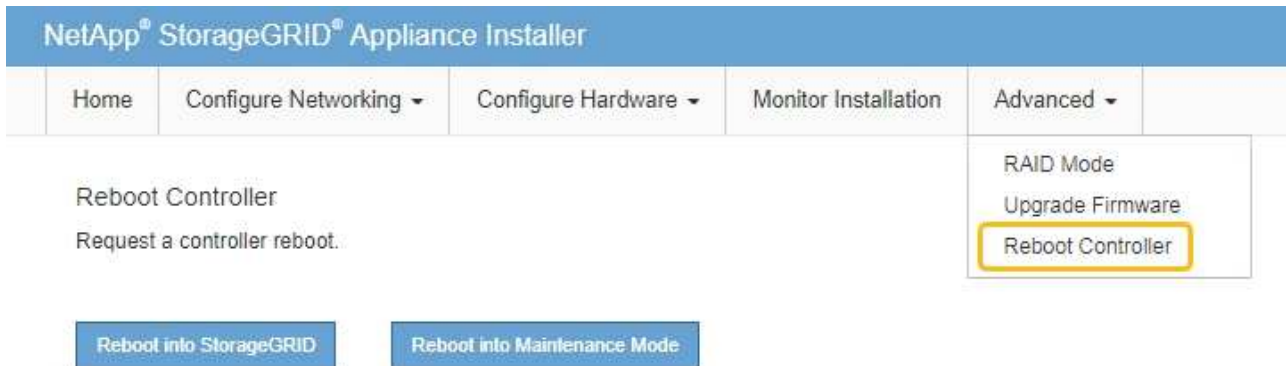 NetApp® StorageGRID® Appliance Installer
Home Configure Networking Configure Hardware Monitor Installation Advanced
RAID Mode
Upgrade Firmware
Reboot Controller
Reboot Controller
Request a controller reboot.
Reboot into StorageGRID Reboot into Maintenance Mode